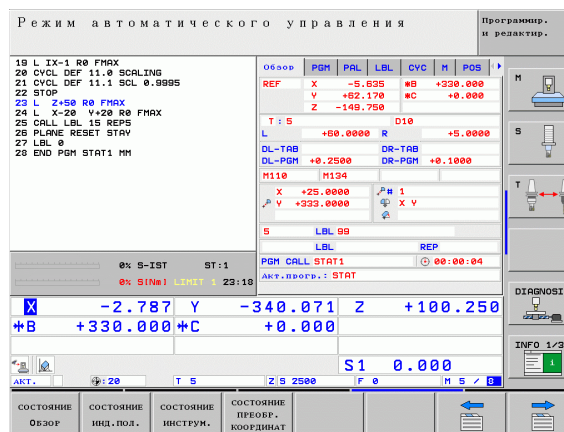 Режим автоматического управления
Программир.
и редактир.
19 L IX-1 R0 FMAX
20 CYCL DEF 11.0 SCALING
21 CYCL DEF 11.1 SCL 0.9995
22 STOP
23 L Z+50 R0 FMAX
24 L X-20 Y+20 R0 FMAX
25 CALL LBL 15 REP5
26 PLANE RESET STAY
27 LBL 0
28 END PGM STAT1 MM
0% S-IST ST:1
0% S[Nm] LIMIT 1 23:18
Обзор PGM PAL LBL CYC M POS
REF X -5.635 *B +330.000
Y +62.170 *C +0.000
Z -149.750
T : 5 D10
L +60.0000 R +5.0000
DL-TAB DR-TAB
DL-PGM +0.2500 DR-PGM +0.1000
M110 M134
X +25.0000 # 1
Y +333.0000 X Y
5 LBL 99
LBL REP
PGM CALL STAT1 00:00:04
Акт.прогр.: STAT
X -2.787 Y -340.071 Z +100.250
*B +330.000 *C +0.000
S1 0.000
АКТ. :20 T 5 Z S 2500 F 0 M 5 / 8
M
S
T
DIAGNOSI
INFO 1/3
1
СОСТОЯНИЕ
ОБЗОР
СОСТОЯНИЕ
ИНД.ПОЛ.
СОСТОЯНИЕ
ИНСТРУМ.
СОСТОЯНИЕ
ПРЕОБР.
КООРДИНАТ